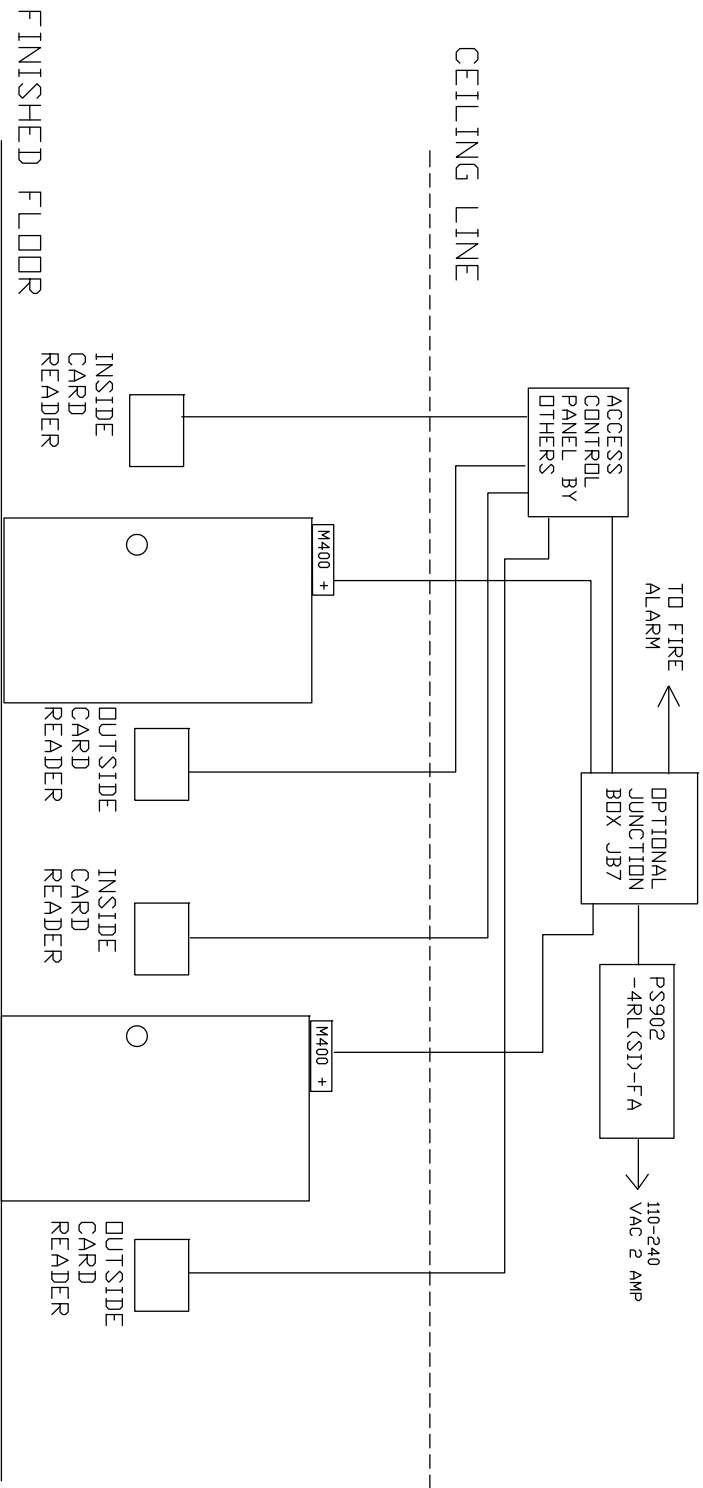 TO FIRE
ALARM
110-240
VAC 2 AMP
OPTIONAL
JUNCTION
BOX JB7
PS902
-4RL(SI)-FA
ACCESS
CONTROL
PANEL BY
OTHERS
CEILING LINE
M400 +
M400 +
INSIDE
CARD
READER
OUTSIDE
CARD
READER
INSIDE
CARD
READER
OUTSIDE
CARD
READER
FINISHED FLOOR